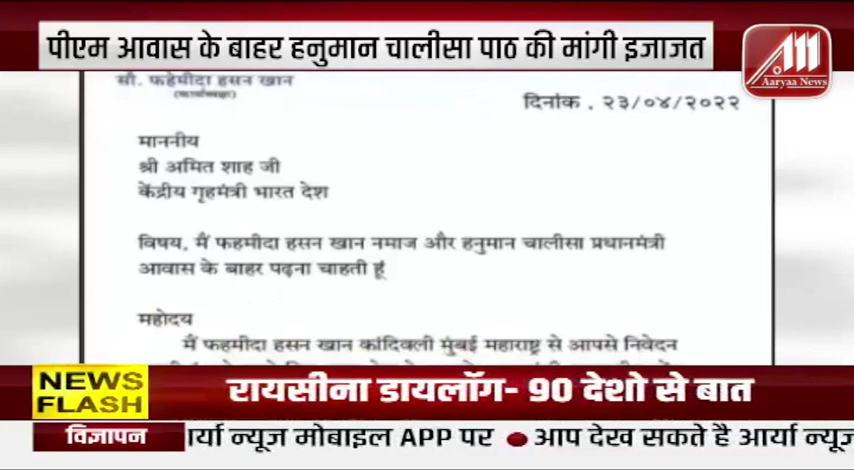 पीएम आवास के बाहर हनुमान चालीसा पाठ की मांगी इजाजत
Aaryaa News
सौ. फहेमीदा हसन खान
दिनांक , २३/०४/२०२२
माननीय
श्री अमित शाह जी
केंद्रीय गृहमंत्री भारत देश
विषय, मैं फहमीदा हसन खान नमाज और हनुमान चालीसा प्रधानमंत्री
आवास के बाहर पढ़ना चाहती हूं
महोदय
मैं फहमीदा हसन खान कांदिवली मुंबई महाराष्ट्र से आपसे निवेदन
NEWS
FLASH
रायसीना डायलॉग- 90 देशो से बात
विज्ञापन
र्या न्यूज मोबाइल APP पर ● आप देख सकते है आर्या न्यूज